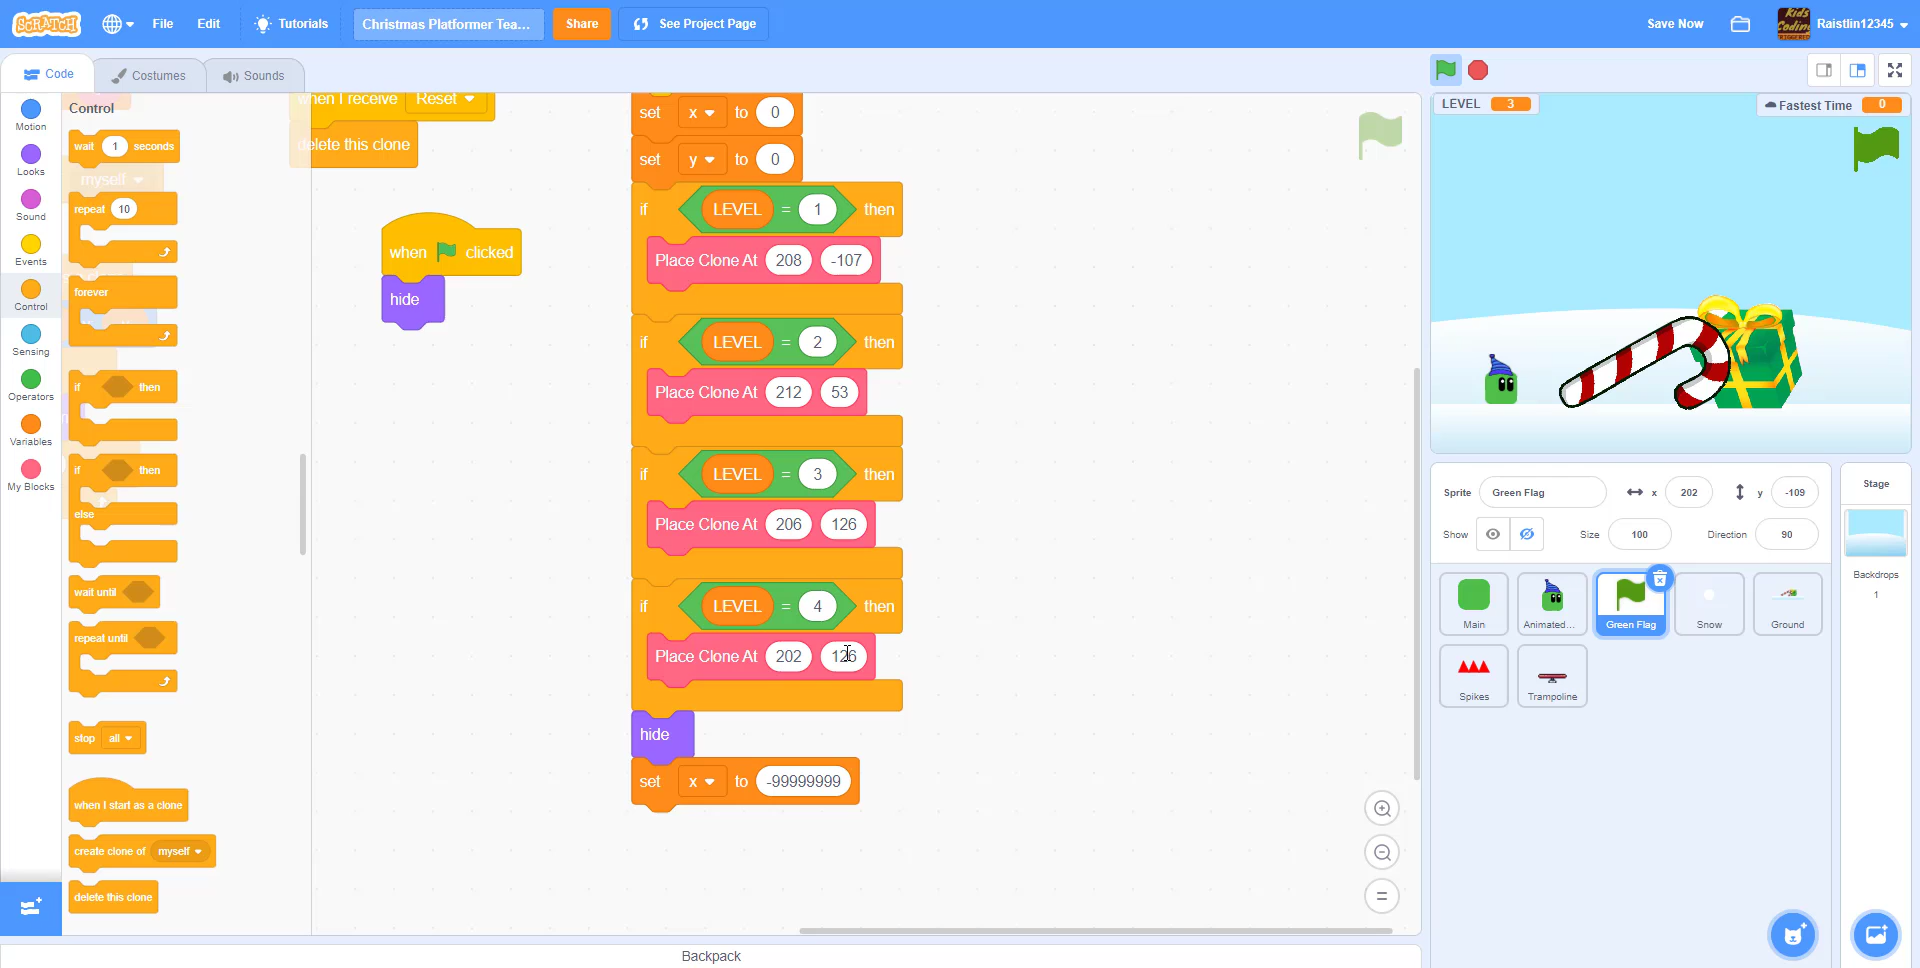 SCRATCH
File
Edit
Tutorials
Christmas Platformer Tea...
Share
See Project Page
Save Now
Kids Coding
Raistlin12345
Code
Costumes
Sounds
Motion
Looks
Sound
Events
Control
Sensing
Operators
Variables
My Blocks
Control
wait 1 seconds
myself
repeat 10
forever
if then
if then
else
wait until
repeat until
stop all
when I start as a clone
create clone of myself
delete this clone
when I receive Reset
delete this clone
when clicked
hide
set x to 0
set y to 0
if LEVEL = 1 then
Place Clone At 208 -107
if LEVEL = 2 then
Place Clone At 212 53
if LEVEL = 3 then
Place Clone At 206 126
if LEVEL = 4 then
Place Clone At 202 126
hide
set x to -99999999
Backpack
LEVEL 3
Fastest Time 0
Sprite Green Flag x 202 y -109
Show Size 100 Direction 90
Main
Animated...
Green Flag
Snow
Ground
Spikes
Trampoline
Stage
Backdrops
1